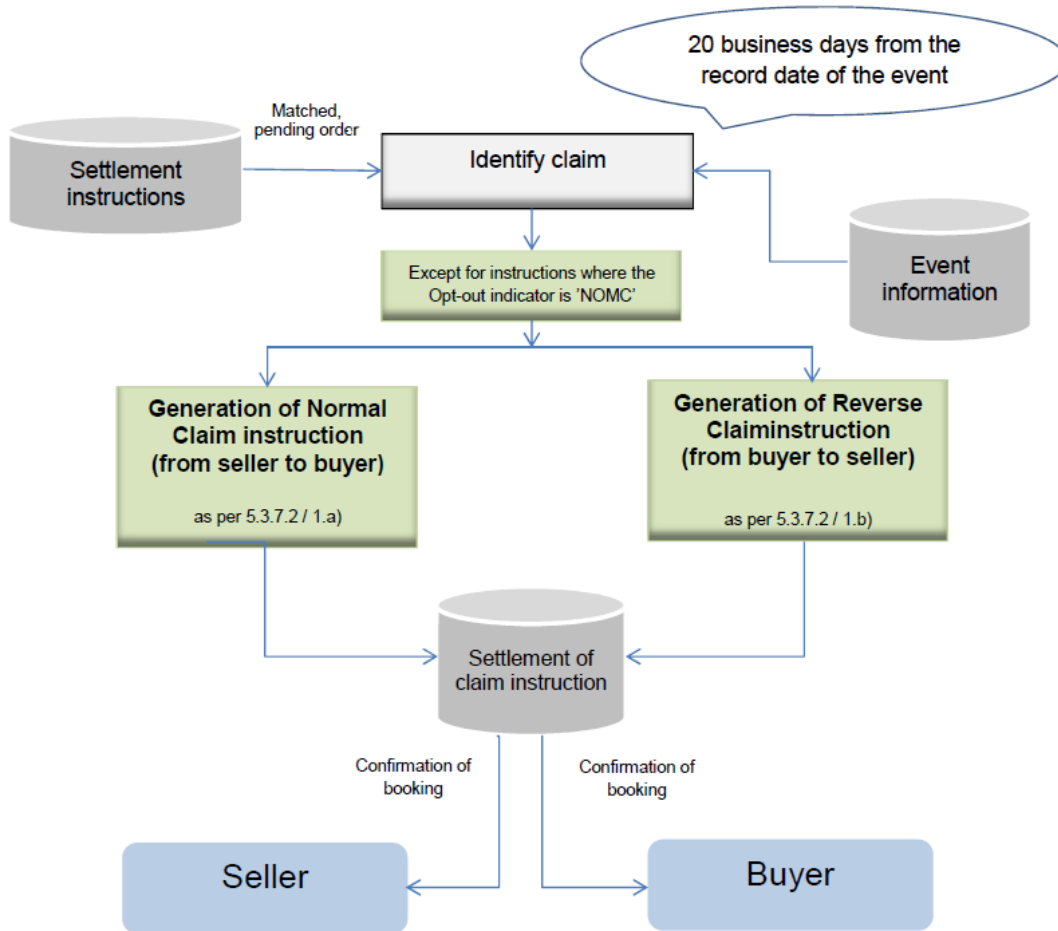 20 business days from the
record date of the event
Matched,
pending order
Settlement
instructions
Identify claim
Event
information
Except for instructions where the
Opt-out indicator is 'NOMC'
Generation of Normal
Claim instruction
(from seller to buyer)
as per 5.3.7.2 / 1.a)
Generation of Reverse
Claiminstruction
(from buyer to seller)
as per 5.3.7.2 / 1.b)
Settlement of
claim instruction
Confirmation of
booking
Confirmation of
booking
Seller
Buyer